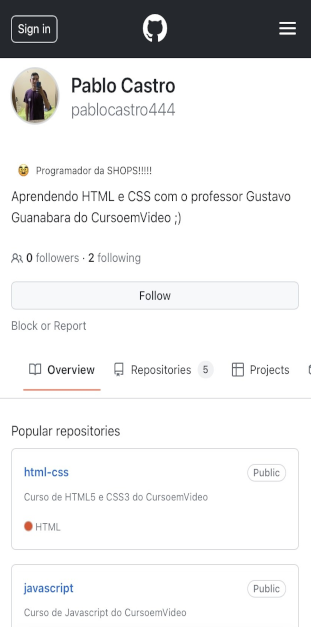 Sign in
Pablo Castro
pablocastro444
Programador da SHOPS!!!!!
Aprendendo HTML e CSS com o professor Gustavo
Guanabara do CursoemVideo ;)
0 followers · 2 following
Follow
Block or Report
Overview Repositories 5 Projects
Popular repositories
html-css Public
Curso de HTML5 e CSS3 do CursoemVideo
HTML
javascript Public
Curso de Javascript do CursoemVideo